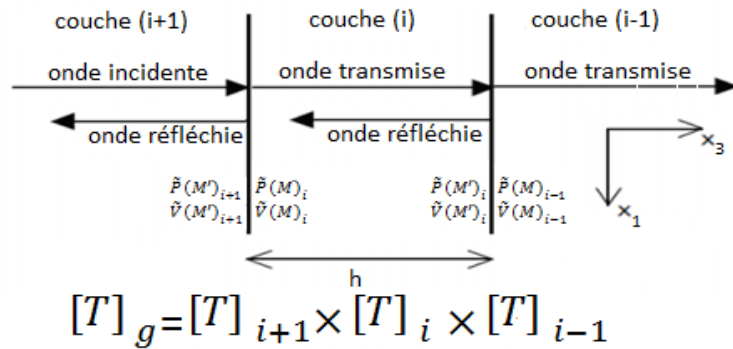 couche (i+1) couche (i) couche (i-1)
onde incidente onde transmise onde transmise
onde réfléchie onde réfléchie
x₃
P̃(M')ᵢ₊₁ P̃(M)ᵢ P̃(M')ᵢ P̃(M)ᵢ₋₁
Ṽ(M')ᵢ₊₁ Ṽ(M)ᵢ Ṽ(M')ᵢ Ṽ(M)ᵢ₋₁
x₁
h
[T] g=[T] i+1×[T] i ×[T] i−1